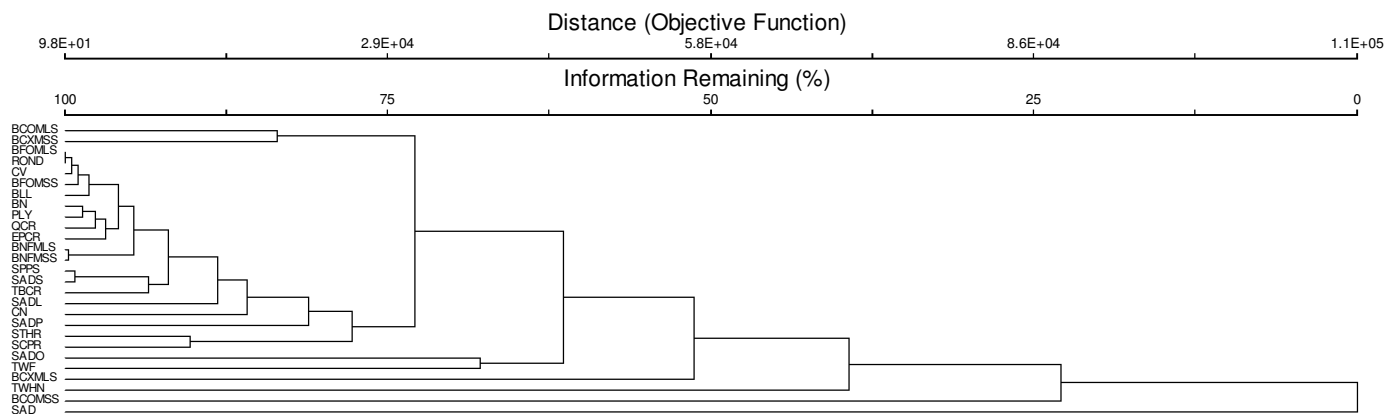 Distance (Objective Function)
9.8E+01 2.9E+04 5.8E+04 8.6E+04 1.1E+05
Information Remaining (%)
100 75 50 25 0
BCOMLS
BCXMSS
BFOMLS
ROND
CV
BFOMSS
BLL
BN
PLY
QCR
EPCR
BNFMLS
BNFMSS
SPPS
SADS
TBCR
SADL
CN
SADP
STHR
SCPR
SADO
TWF
BCXMLS
TWHN
BCOMSS
SAD